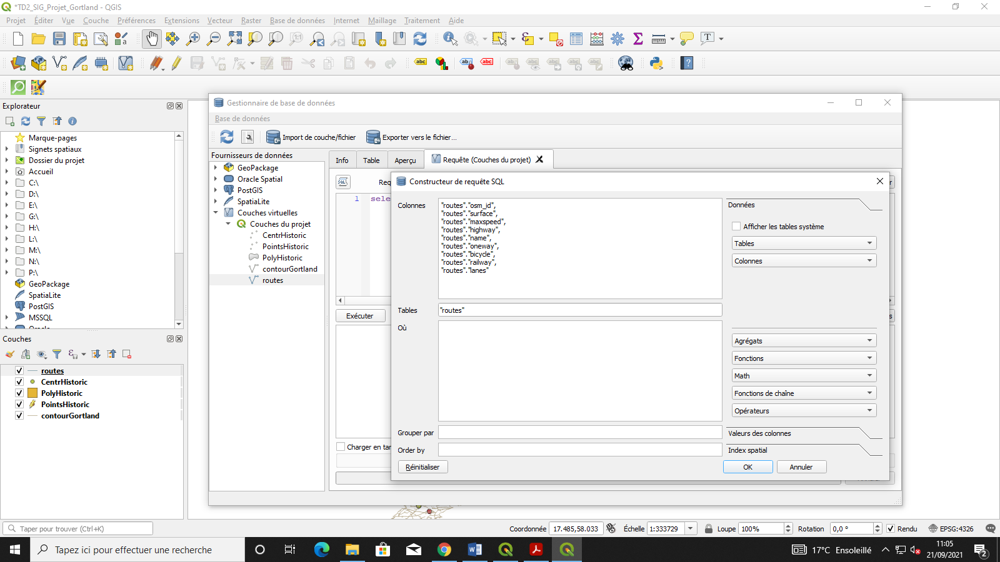 *TD2_SIG_Projet_Gortland - QGIS
Projet Éditer Vue Couche Préférences Extensions Vecteur Raster Base de données Internet Maillage Traitement Aide
Explorateur
Marque-pages
Signets spatiaux
Dossier du projet
Accueil
C:\
D:\
E:\
G:\
H:\
L:\
M:\
N:\
P:\
GeoPackage
SpatiaLite
PostGIS
MSSQL
Oracle
Couches
routes
CentrHistoric
PolyHistoric
PointsHistoric
contourGortland
Gestionnaire de base de données
Base de données
Import de couche/fichier
Exporter vers le fichier...
Fournisseurs de données
GeoPackage
Oracle Spatial
PostGIS
SpatiaLite
Couches virtuelles
Couches du projet
CentrHistoric
PointsHistoric
PolyHistoric
contourGortland
routes
Info Table Aperçu Requête (Couches du projet)
SQL
Req
1 sele
Exécuter
Charger en tan
Constructeur de requête SQL
Colonnes
"routes"."osm_id",
"routes"."surface",
"routes"."maxspeed",
"routes"."highway",
"routes"."name",
"routes"."oneway",
"routes"."bicycle",
"routes"."railway",
"routes"."lanes"
Tables
"routes"
Où
Grouper par
Order by
Réinitialiser
Données
Afficher les tables système
Tables
Colonnes
Agrégats
Fonctions
Math
Fonctions de chaîne
Opérateurs
Valeurs des colonnes
Index spatial
OK
Annuler
Taper pour trouver (Ctrl+K)
Coordonnée 17.485,58.033 Échelle 1:333729 Loupe 100% Rotation 0,0 ° Rendu EPSG:4326
Tapez ici pour effectuer une recherche
17°C Ensoleillé
11:05
21/09/2021
2